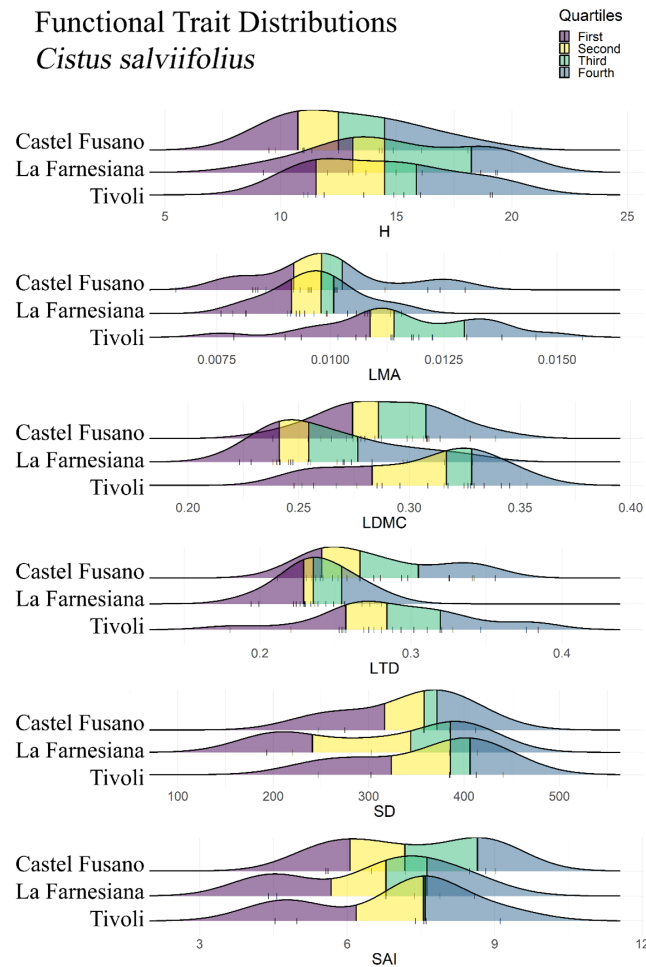 Functional Trait Distributions
Cistus salviifolius
Quartiles
First
Second
Third
Fourth
Castel Fusano
La Farnesiana
Tivoli
5 10 15 20 25
H
Castel Fusano
La Farnesiana
Tivoli
0.0075 0.0100 0.0125 0.0150
LMA
Castel Fusano
La Farnesiana
Tivoli
0.20 0.25 0.30 0.35 0.40
LDMC
Castel Fusano
La Farnesiana
Tivoli
0.2 0.3 0.4
LTD
Castel Fusano
La Farnesiana
Tivoli
100 200 300 400 500
SD
Castel Fusano
La Farnesiana
Tivoli
3 6 9 12
SAI